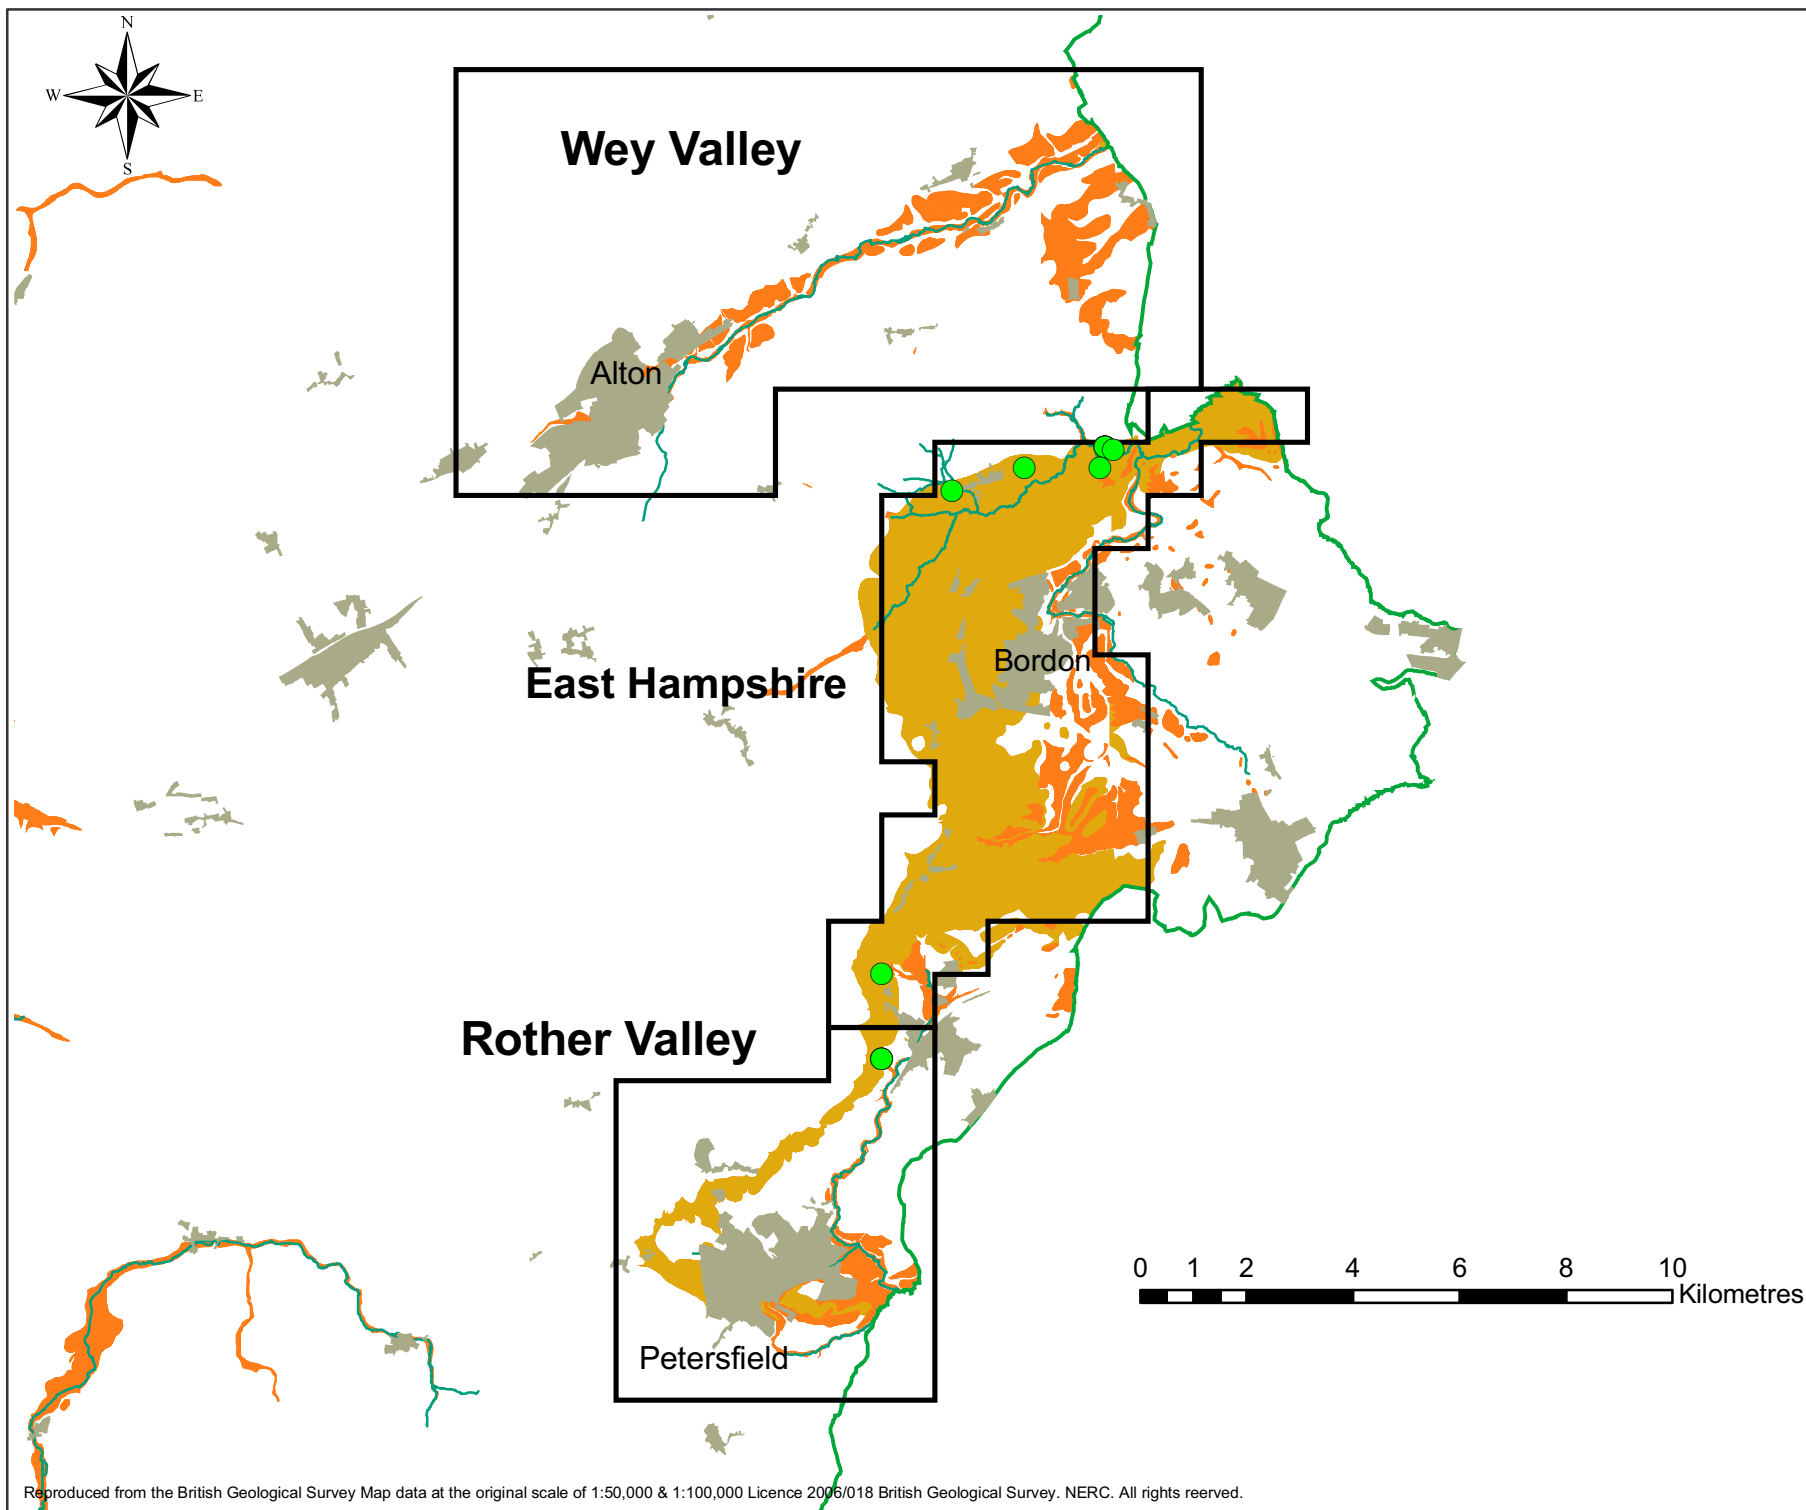 N
W E
S
Wey Valley
Alton
Bordon
East Hampshire
Rother Valley
Petersfield
0 1 2 4 6 8 10
Kilometres
Reproduced from the British Geological Survey Map data at the original scale of 1:50,000 & 1:100,000 Licence 2006/018 British Geological Survey. NERC. All rights reerved.